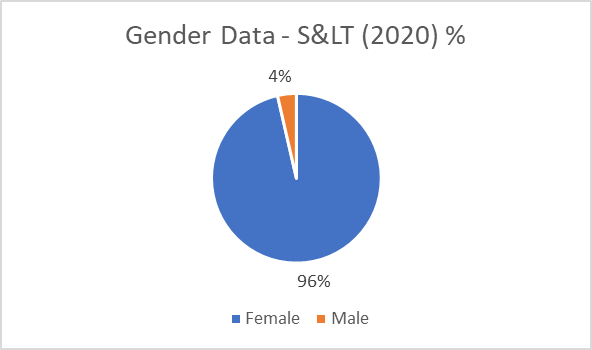 Gender Data - S&LT (2020) %
4%
96%
Female Male